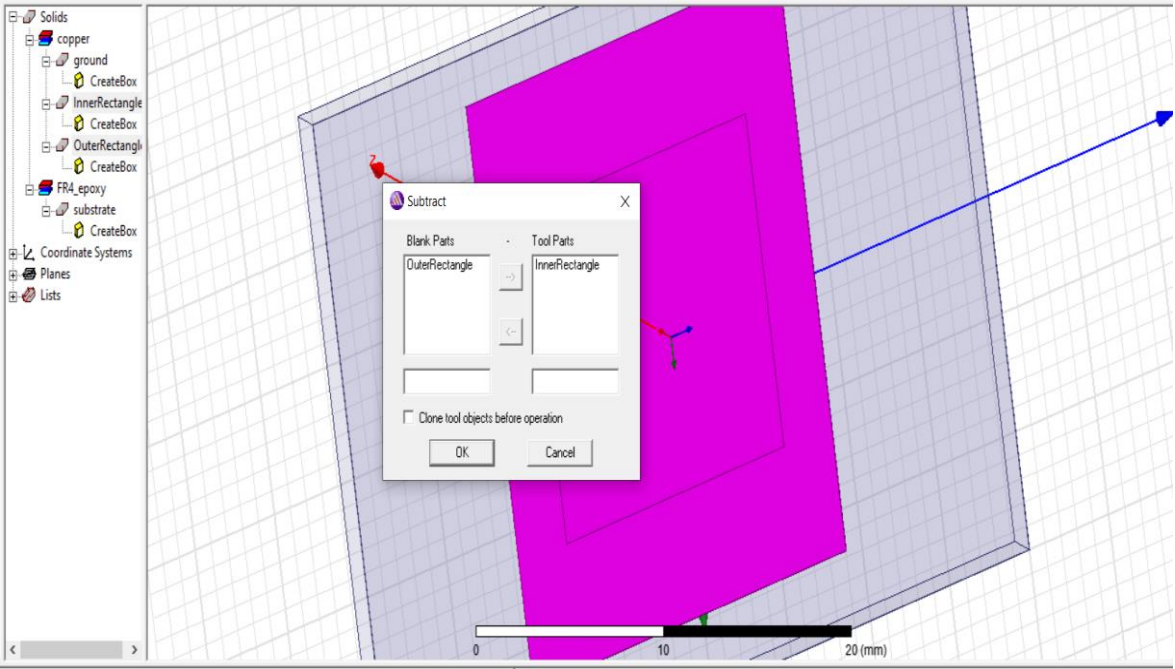 Solids
copper
ground
CreateBox
InnerRectangle
CreateBox
OuterRectangl
CreateBox
FR4_epoxy
substrate
CreateBox
Coordinate Systems
Planes
Lists
Z
Subtract
X
Blank Parts - Tool Parts
OuterRectangle InnerRectangle
-->
<--
Clone tool objects before operation
OK Cancel
0 10 20 (mm)